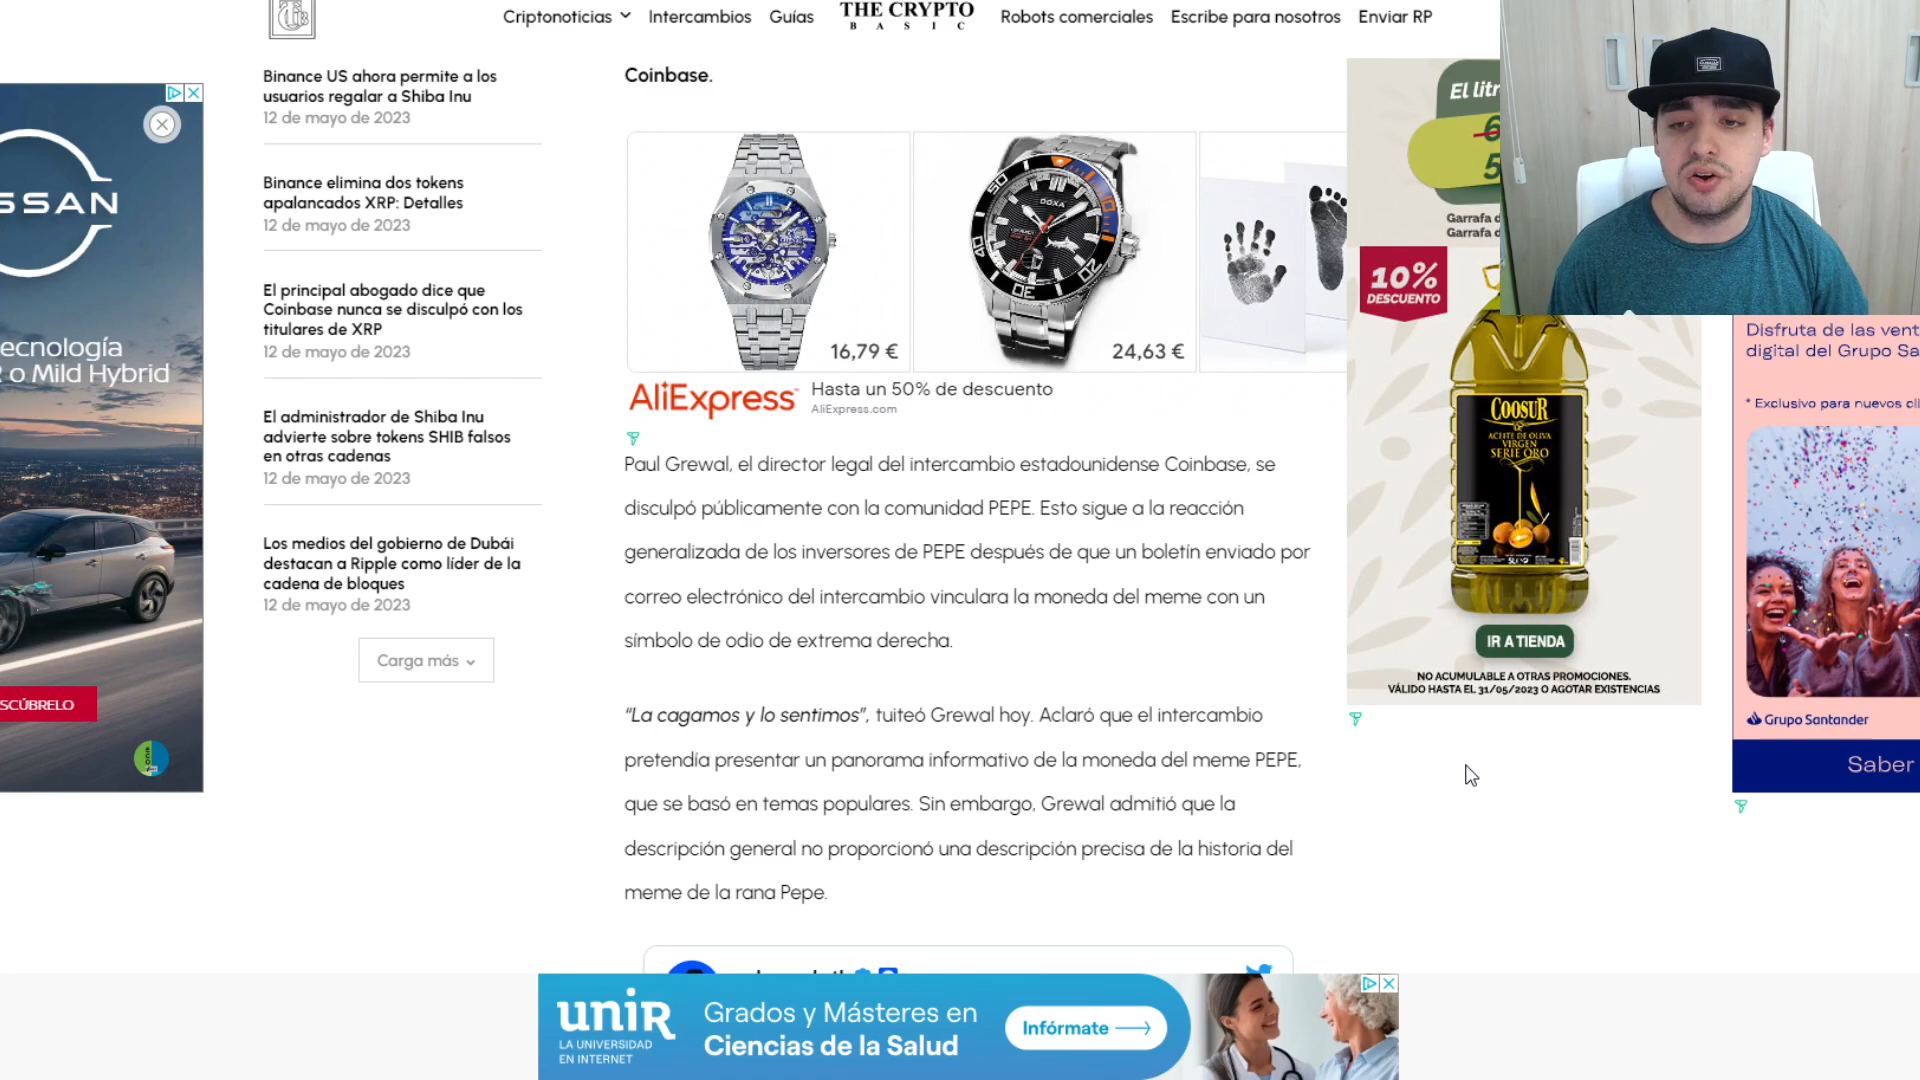 Criptonoticias
Intercambios
Guías
THE CRYPTO
BASIC
Robots comerciales
Escribe para nosotros
Enviar RP
Binance US ahora permite a los
usuarios regalar a Shiba Inu
12 de mayo de 2023
Binance elimina dos tokens
apalancados XRP: Detalles
12 de mayo de 2023
El principal abogado dice que
Coinbase nunca se disculpó con los
titulares de XRP
12 de mayo de 2023
El administrador de Shiba Inu
advierte sobre tokens SHIB falsos
en otras cadenas
12 de mayo de 2023
Los medios del gobierno de Dubái
destacan a Ripple como líder de la
cadena de bloques
12 de mayo de 2023
Carga más
SSAN
ecnología
R o Mild Hybrid
SCÚBRELO
Coinbase.
DOXA
16,79 €
24,63 €
AliExpress
Hasta un 50% de descuento
AliExpress.com
Paul Grewal, el director legal del intercambio estadounidense Coinbase, se
disculpó públicamente con la comunidad PEPE. Esto sigue a la reacción
generalizada de los inversores de PEPE después de que un boletín enviado por
correo electrónico del intercambio vinculara la moneda del meme con un
símbolo de odio de extrema derecha.
“La cagamos y lo sentimos”, tuiteó Grewal hoy. Aclaró que el intercambio
pretendía presentar un panorama informativo de la moneda del meme PEPE,
que se basó en temas populares. Sin embargo, Grewal admitió que la
descripción general no proporcionó una descripción precisa de la historia del
meme de la rana Pepe.
El litr
6
5
Garrafa d
Garrafa d
10%
DESCUENTO
COOSUR
ACEITE DE OLIVA
VIRGEN
SERIE ORO
IR A TIENDA
NO ACUMULABLE A OTRAS PROMOCIONES.
VÁLIDO HASTA EL 31/05/2023 O AGOTAR EXISTENCIAS
Disfruta de las vent
digital del Grupo Sa
* Exclusivo para nuevos cli
Grupo Santander
Saber
unir
LA UNIVERSIDAD
EN INTERNET
Grados y Másteres en
Ciencias de la Salud
Infórmate